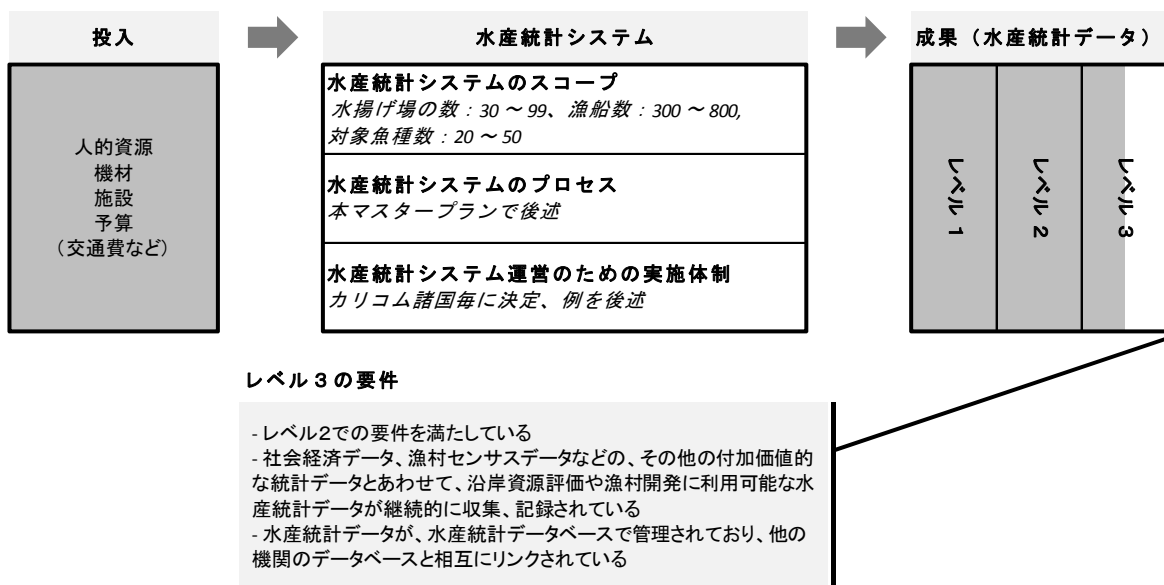 投入
水産統計システム
成果（水産統計データ）
人的資源
機材
施設
予算
（交通費など）
水産統計システムのスコープ
水揚げ場の数：30 ～ 99、漁船数：300 ～ 800,
対象魚種数：20 ～ 50
水産統計システムのプロセス
本マスタープランで後述
水産統計システム運営のための実施体制
カリコム諸国毎に決定、例を後述
レベル 1
レベル 2
レベル 3
レベル３の要件
- レベル２での要件を満たしている
- 社会経済データ、漁村センサスデータなどの、その他の付加価値的
な統計データとあわせて、沿岸資源評価や漁村開発に利用可能な水
産統計データが継続的に収集、記録されている
- 水産統計データが、水産統計データベースで管理されており、他の
機関のデータベースと相互にリンクされている